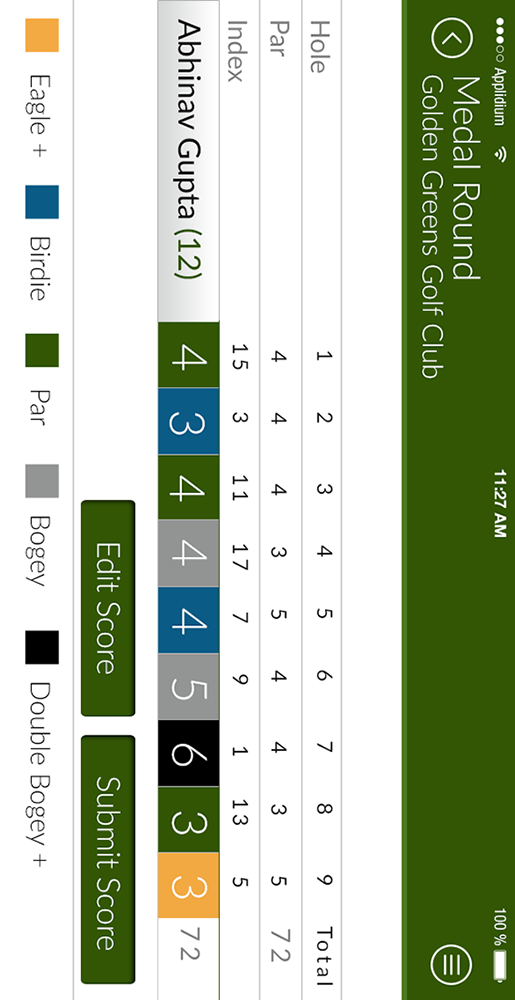 Applidium 11:27 AM 100 %
Medal Round
Golden Greens Golf Club
Hole 1 2 3 4 5 6 7 8 9 Total
Par 4 4 4 3 5 4 4 3 5 72
Index 15 3 11 17 7 9 1 13 5
Abhinav Gupta (12) 4 3 4 4 4 5 6 3 3 72
Edit Score Submit Score
Eagle + Birdie Par Bogey Double Bogey +